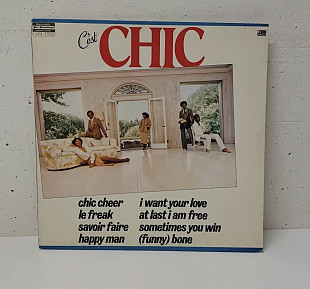 C'est
CHIC
chic cheer
le freak
savoir faire
happy man
i want your love
at last i am free
sometimes you win
(funny) bone